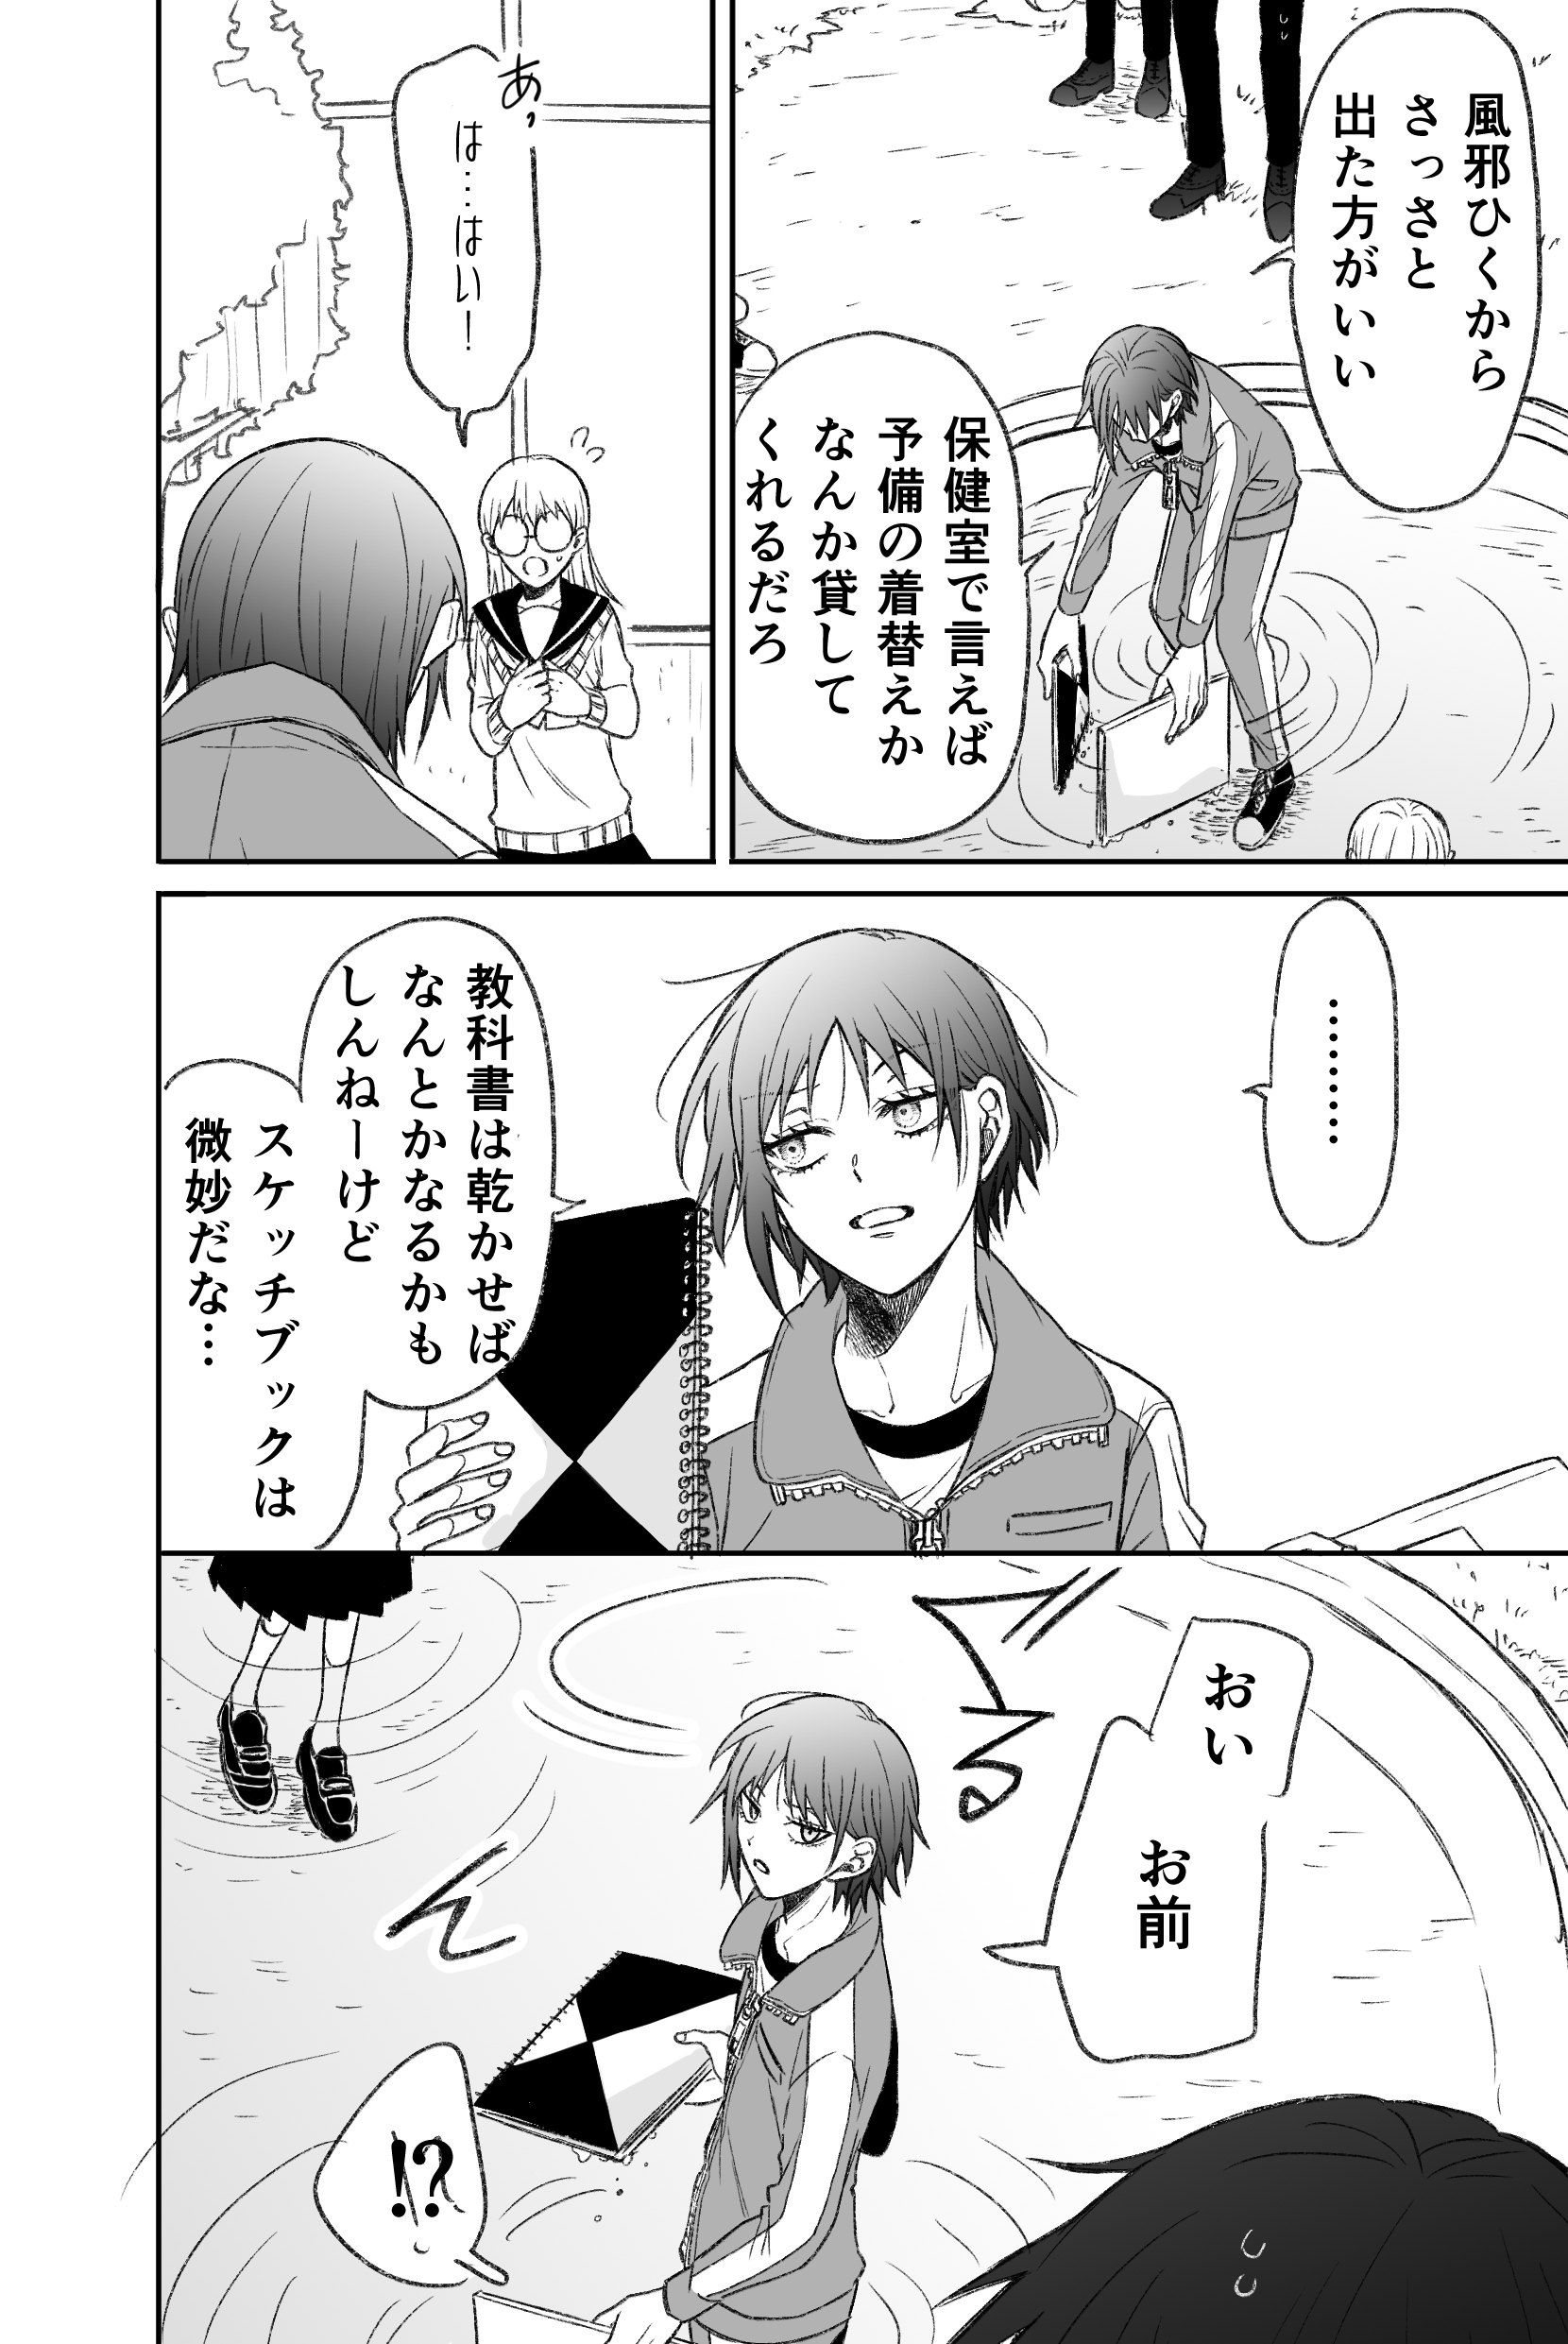 風邪ひくから
さっさと
出た方がいい
保健室で言えば
予備の着替えか
なんか貸して
くれるだろ
あっ
は…はい！
………
教科書は乾かせば
なんとかなるかも
しんねーけど
スケッチブックは
微妙だな…
おい
お前
くる
ん
!?